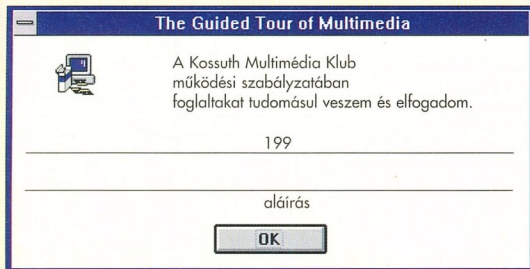 The Guided Tour of Multimedia
A Kossuth Multimédia Klub
működési szabályzatában
foglaltakat tudomásul veszem és elfogadom.
199
aláírás
OK